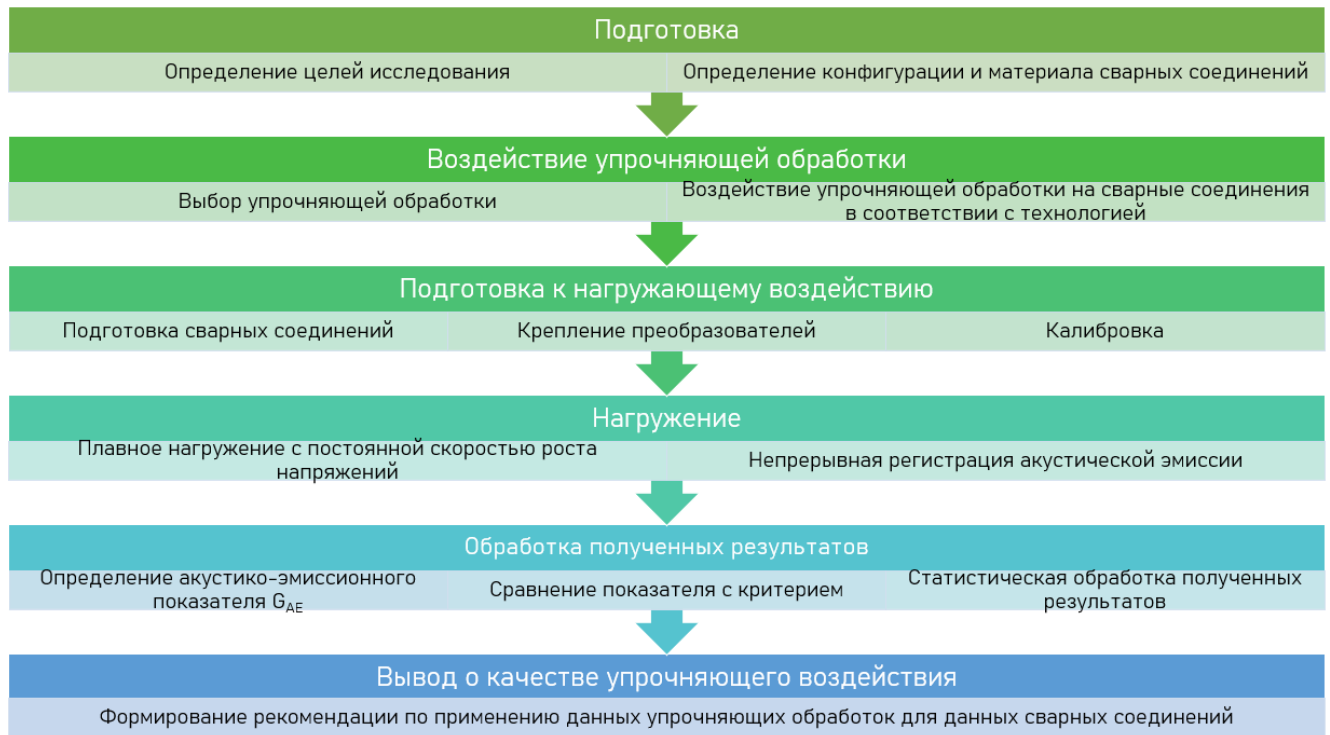 Подготовка
Определение целей исследования
Определение конфигурации и материала сварных соединений
Воздействие упрочняющей обработки
Выбор упрочняющей обработки
Воздействие упрочняющей обработки на сварные соединения
в соответствии с технологией
Подготовка к нагружающему воздействию
Подготовка сварных соединений
Крепление преобразователей
Калибровка
Нагружение
Плавное нагружение с постоянной скоростью роста
напряжений
Непрерывная регистрация акустической эмиссии
Обработка полученных результатов
Определение акустико-эмиссионного
показателя G_AE
Сравнение показателя с критерием
Статистическая обработка полученных
результатов
Вывод о качестве упрочняющего воздействия
Формирование рекомендации по применению данных упрочняющих обработок для данных сварных соединений